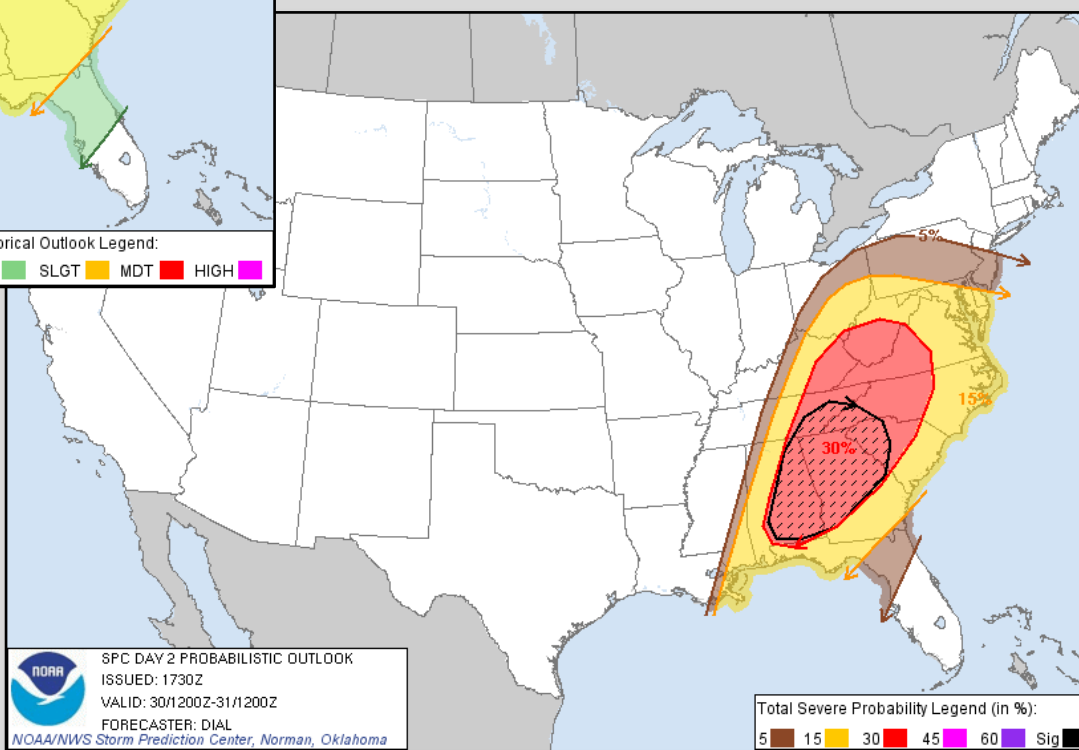 orical Outlook Legend:
SLGT MDT HIGH
5%
15%
30%
NOAA
SPC DAY 2 PROBABILISTIC OUTLOOK
ISSUED: 1730Z
VALID: 30/1200Z-31/1200Z
FORECASTER: DIAL
NOAA/NWS Storm Prediction Center, Norman, Oklahoma
Total Severe Probability Legend (in %):
5 15 30 45 60 Sig